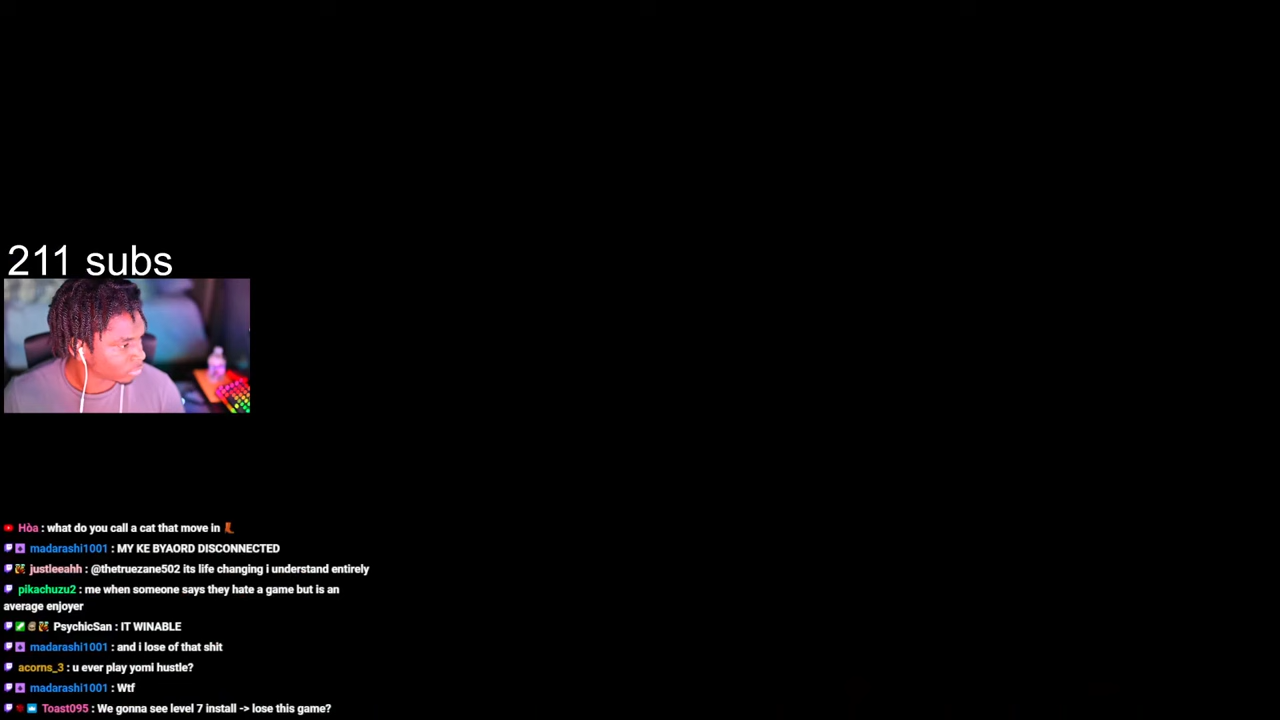 211 subs
Hòa : what do you call a cat that move in 👢
madarashi1001 : MY KE BYAORD DISCONNECTED
justleeahh : @thetruezane502 its life changing i understand entirely
pikachuzu2 : me when someone says they hate a game but is an
average enjoyer
PsychicSan : IT WINABLE
madarashi1001 : and i lose of that shit
acorns_3 : u ever play yomi hustle?
madarashi1001 : Wtf
Toast095 : We gonna see level 7 install -> lose this game?